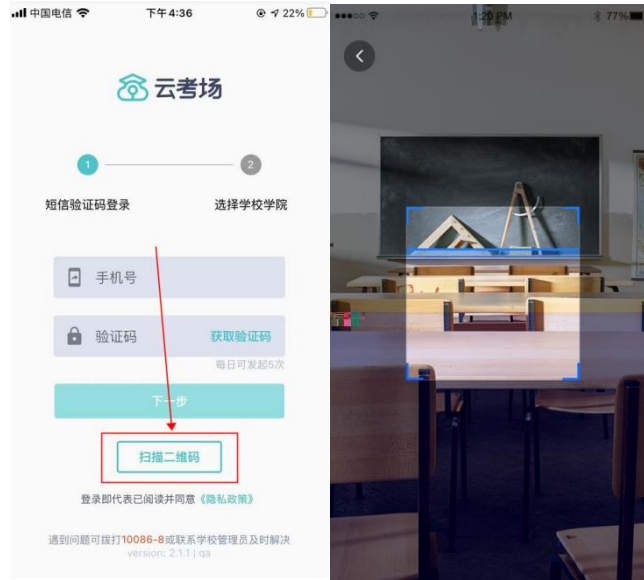 中国电信 下午4:36 22%
云考场
1 2
短信验证码登录 选择学校学院
手机号
验证码 获取验证码
每日可发起5次
下一步
扫描二维码
登录即代表已阅读并同意《隐私政策》
遇到问题可拨打10086-8或联系学校管理员及时解决
version: 2.1.1 | qa
1:20 PM 77%